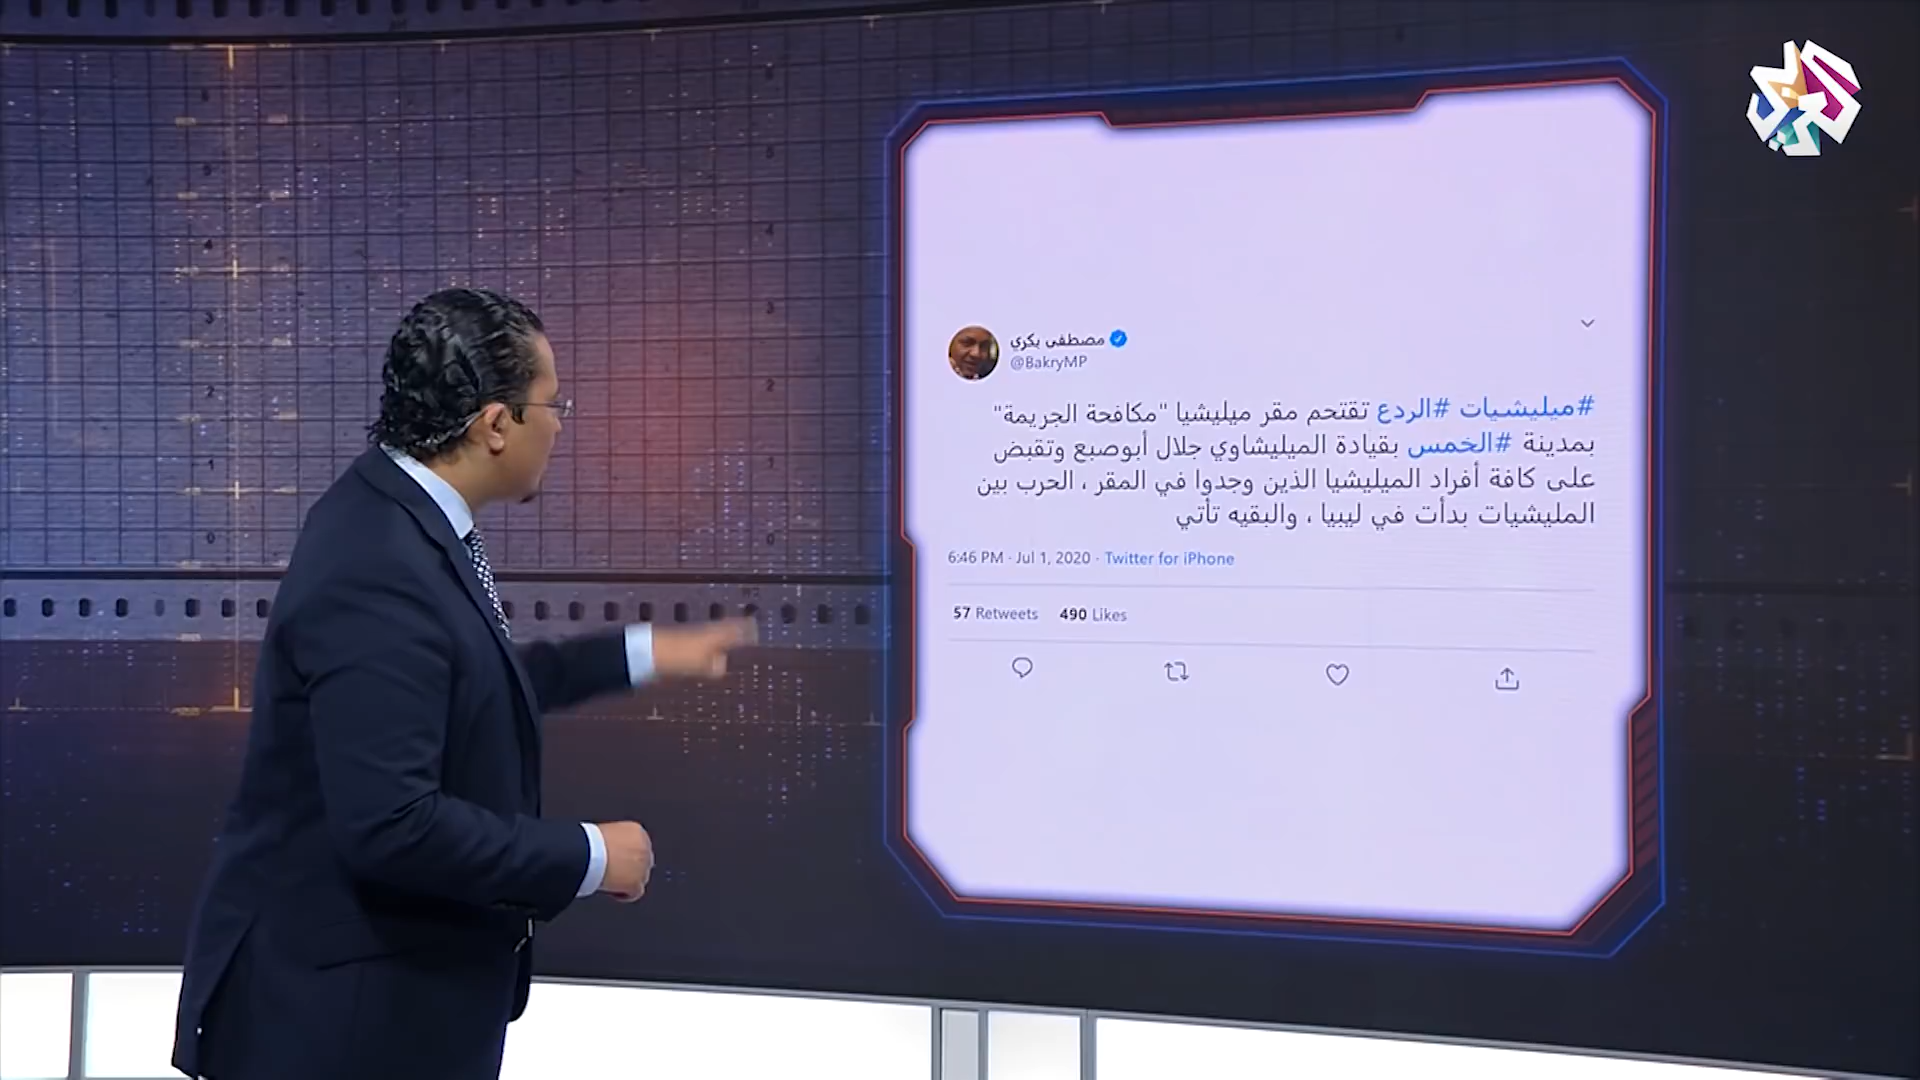 مصطفى بكري
@BakryMP
#ميليشيات #الردع تقتحم مقر ميليشيا "مكافحة الجريمة"
بمدينة #الخمس بقيادة الميليشاوي جلال أبوصبع وتقبض
على كافة أفراد الميليشيا الذين وجدوا في المقر ، الحرب بين
المليشيات بدأت في ليبيا ، والبقيه تأتي
6:46 PM · Jul 1, 2020 · Twitter for iPhone
57 Retweets 490 Likes